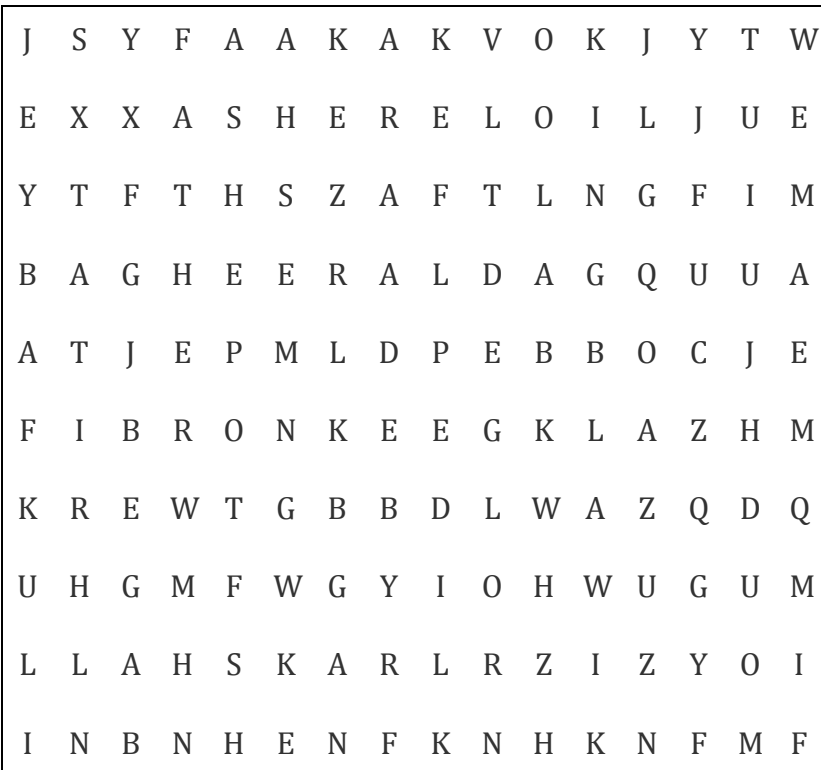 J S Y F A A K A K V O K J Y T W
E X X A S H E R E L O I L J U E
Y T F T H S Z A F T L N G F I M
B A G H E E R A L D A G Q U U A
A T J E P M L D P E B B O C J E
F I B R O N K E E G K L A Z H M
K R E W T G B B D L W A Z Q D Q
U H G M F W G Y I O H W U G U M
L L A H S K A R L R Z I Z Y O I
I N B N H E N F K N H K N F M F